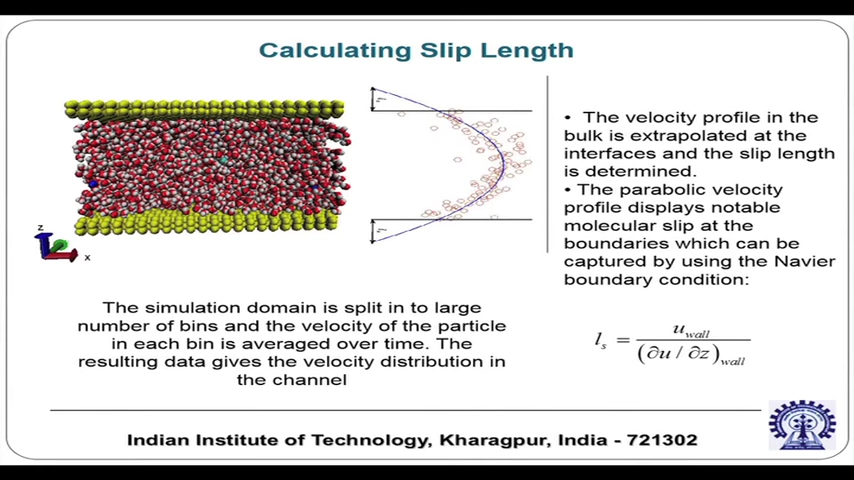 Calculating Slip Length
z
x
• The velocity profile in the
bulk is extrapolated at the
interfaces and the slip length
is determined.
• The parabolic velocity
profile displays notable
molecular slip at the
boundaries which can be
captured by using the Navier
boundary condition:
l_s = u_wall / (∂u / ∂z)_wall
The simulation domain is split in to large
number of bins and the velocity of the particle
in each bin is averaged over time. The
resulting data gives the velocity distribution in
the channel
Indian Institute of Technology, Kharagpur, India - 721302